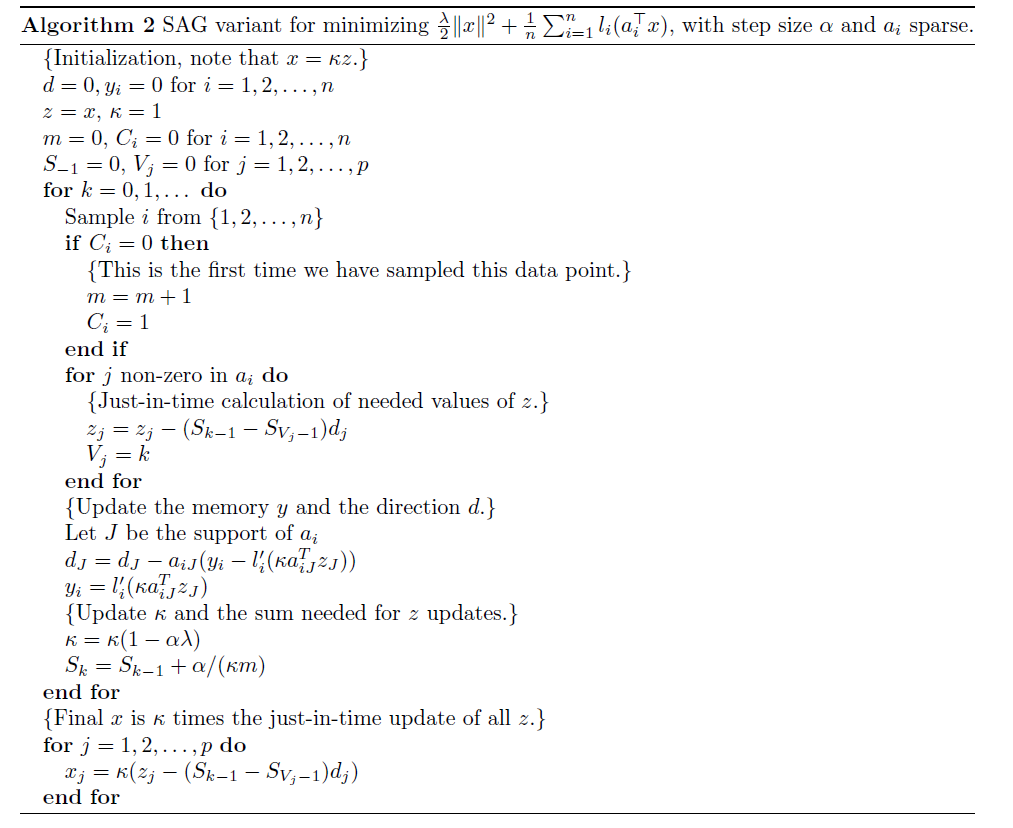 Algorithm 2 SAG variant for minimizing $\frac{\lambda}{2}\|x\|^2 + \frac{1}{n}\sum_{i=1}^{n} l_i(a_i^\top x)$, with step size $\alpha$ and $a_i$ sparse.
{Initialization, note that $x = \kappa z$.}
$d = 0, y_i = 0$ for $i = 1, 2, \ldots, n$
$z = x$, $\kappa = 1$
$m = 0$, $C_i = 0$ for $i = 1, 2, \ldots, n$
$S_{-1} = 0$, $V_j = 0$ for $j = 1, 2, \ldots, p$
for $k = 0, 1, \ldots$ do
Sample $i$ from $\{1, 2, \ldots, n\}$
if $C_i = 0$ then
{This is the first time we have sampled this data point.}
$m = m + 1$
$C_i = 1$
end if
for $j$ non-zero in $a_i$ do
{Just-in-time calculation of needed values of $z$.}
$z_j = z_j - (S_{k-1} - S_{V_j-1})d_j$
$V_j = k$
end for
{Update the memory $y$ and the direction $d$.}
Let $J$ be the support of $a_i$
$d_J = d_J - a_{iJ}(y_i - l_i'(\kappa a_{iJ}^T z_J))$
$y_i = l_i'(\kappa a_{iJ}^T z_J)$
{Update $\kappa$ and the sum needed for $z$ updates.}
$\kappa = \kappa(1 - \alpha\lambda)$
$S_k = S_{k-1} + \alpha/(\kappa m)$
end for
{Final $x$ is $\kappa$ times the just-in-time update of all $z$.}
for $j = 1, 2, \ldots, p$ do
$x_j = \kappa(z_j - (S_{k-1} - S_{V_j-1})d_j)$
end for